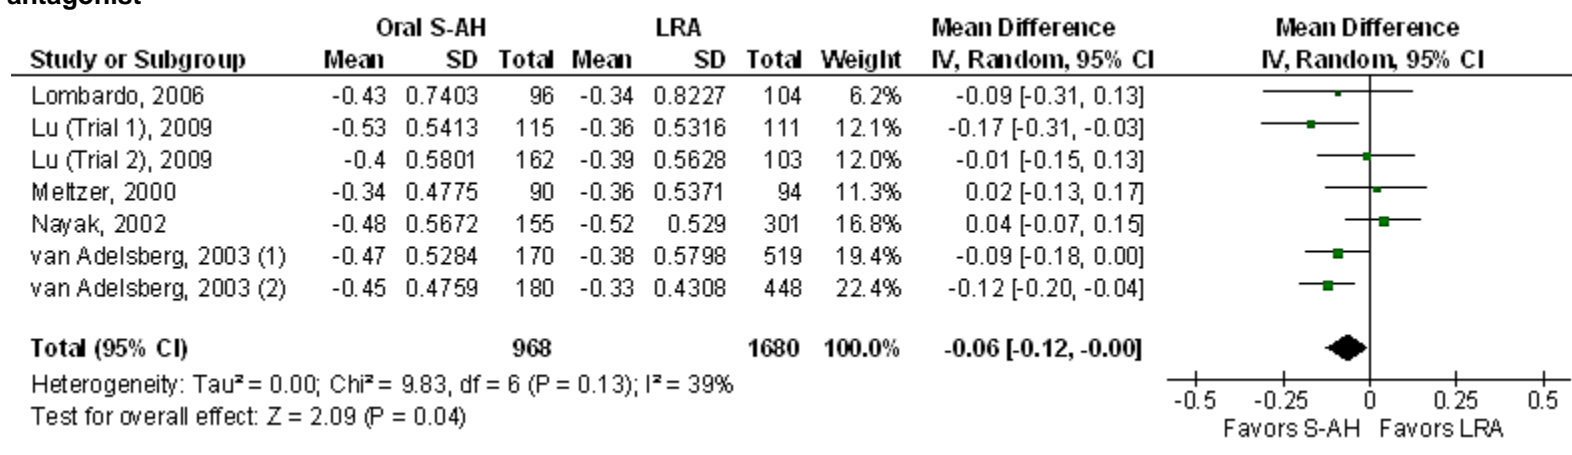 antagonist
Oral S-AH LRA Mean Difference Mean Difference
Study or Subgroup Mean SD Total Mean SD Total Weight IV, Random, 95% CI IV, Random, 95% CI
Lombardo, 2006 -0.43 0.7403 96 -0.34 0.8227 104 6.2% -0.09 [-0.31, 0.13]
Lu (Trial 1), 2009 -0.53 0.5413 115 -0.36 0.5316 111 12.1% -0.17 [-0.31, -0.03]
Lu (Trial 2), 2009 -0.4 0.5801 162 -0.39 0.5628 103 12.0% -0.01 [-0.15, 0.13]
Meltzer, 2000 -0.34 0.4775 90 -0.36 0.5371 94 11.3% 0.02 [-0.13, 0.17]
Nayak, 2002 -0.48 0.5672 155 -0.52 0.529 301 16.8% 0.04 [-0.07, 0.15]
van Adelsberg, 2003 (1) -0.47 0.5284 170 -0.38 0.5798 519 19.4% -0.09 [-0.18, 0.00]
van Adelsberg, 2003 (2) -0.45 0.4759 180 -0.33 0.4308 448 22.4% -0.12 [-0.20, -0.04]
Total (95% CI) 968 1680 100.0% -0.06 [-0.12, -0.00]
Heterogeneity: Tau² = 0.00; Chi² = 9.83, df = 6 (P = 0.13); I² = 39%
Test for overall effect: Z = 2.09 (P = 0.04)
-0.5 -0.25 0 0.25 0.5
Favors S-AH Favors LRA